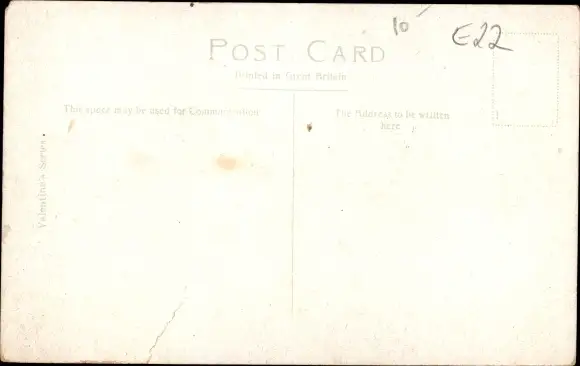 10
E22
POST CARD
Printed in Great Britain
This space may be used for Communication
The Address to be written
here
Valentine's Series.